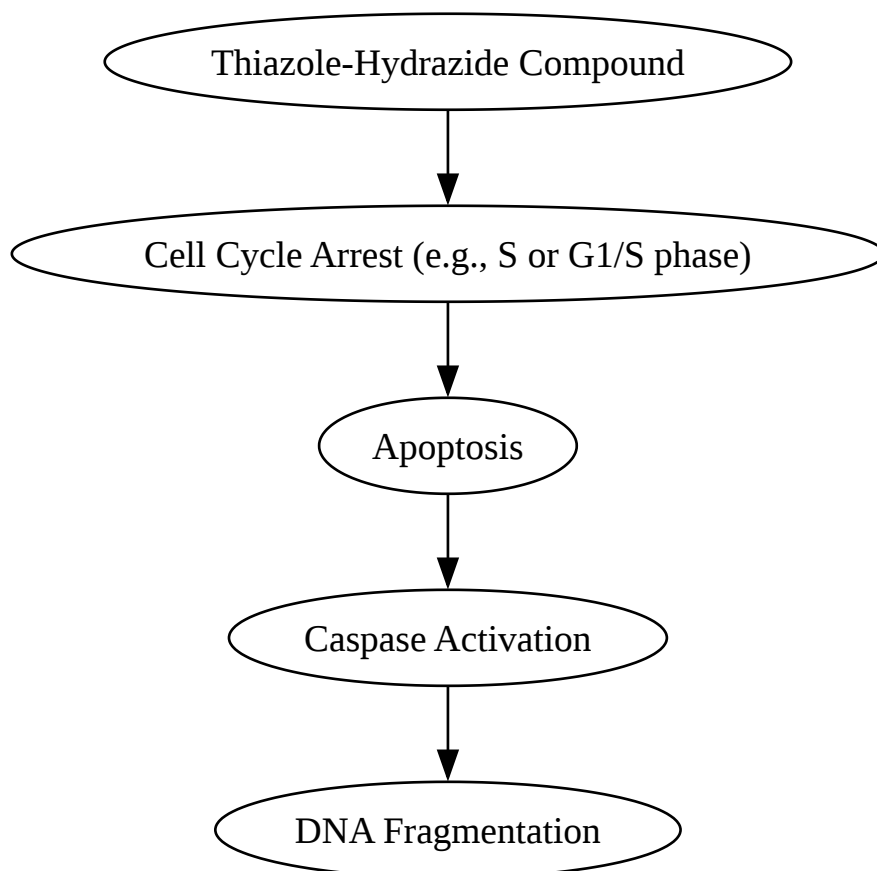 Thiazole-Hydrazide Compound
Cell Cycle Arrest (e.g., S or G1/S phase)
Apoptosis
Caspase Activation
DNA Fragmentation